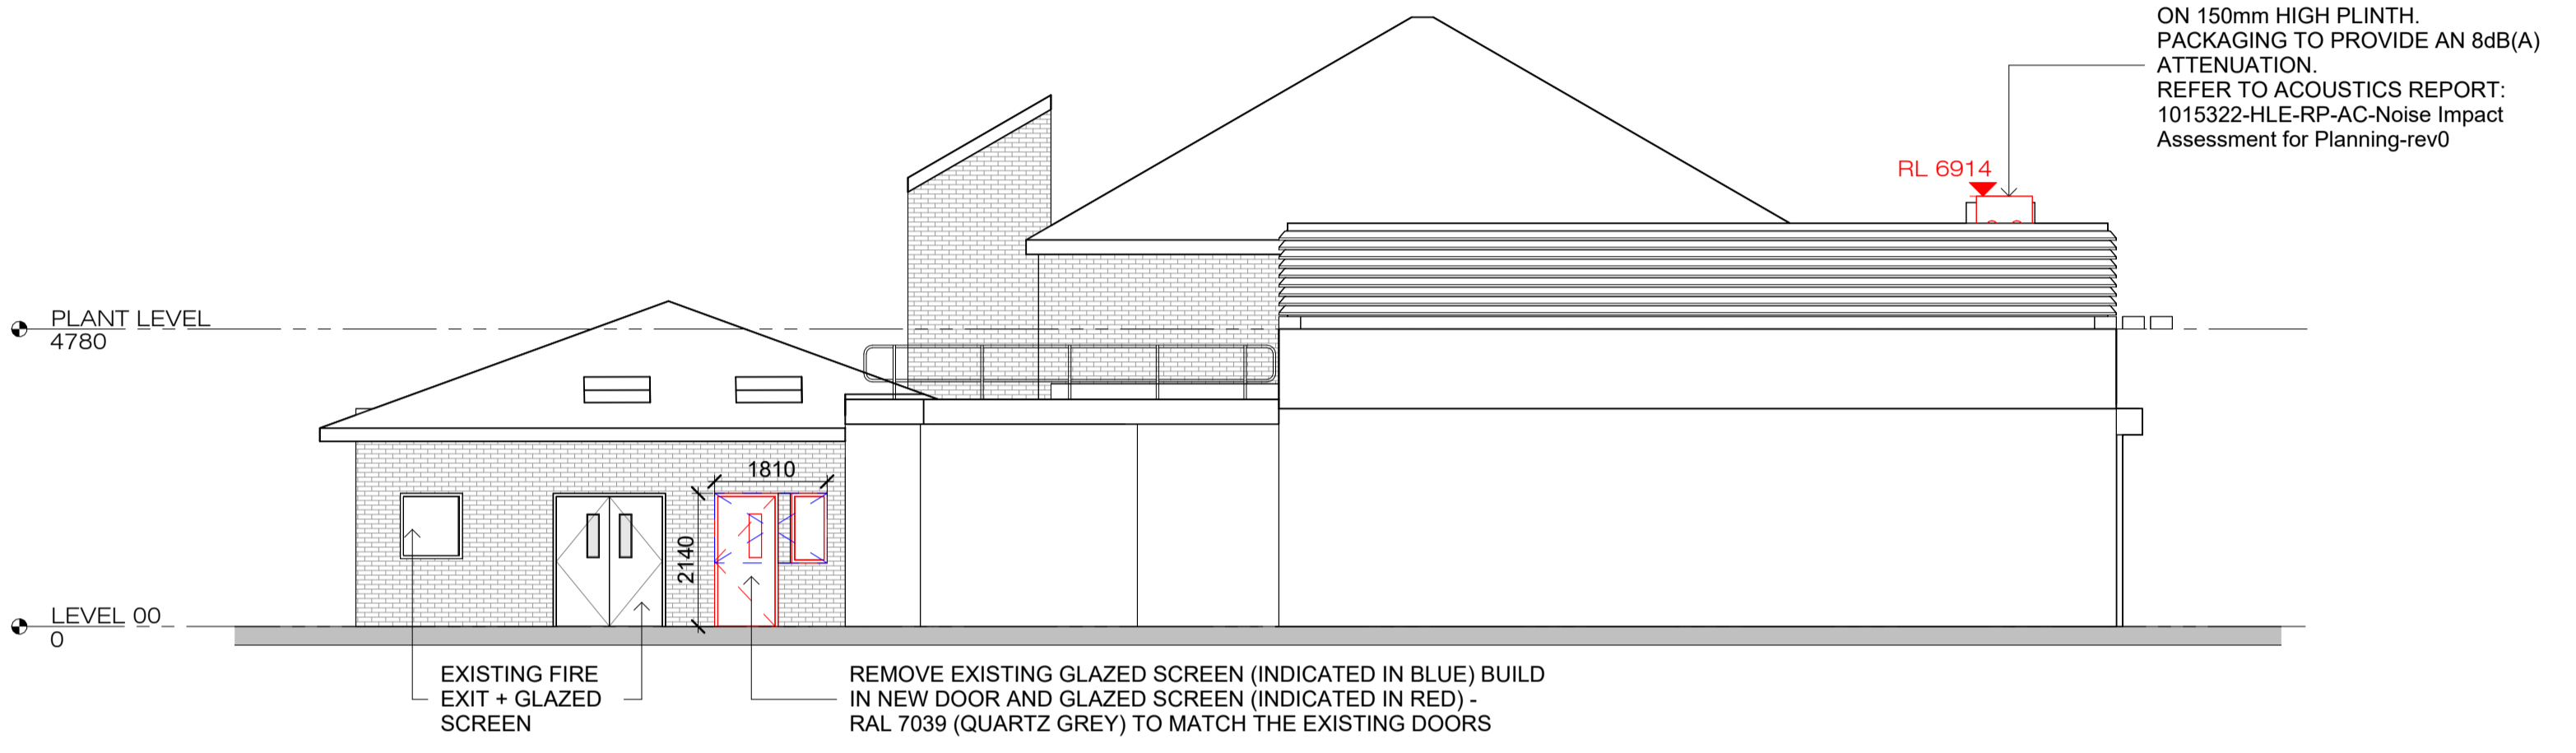 ON 150mm HIGH PLINTH.
PACKAGING TO PROVIDE AN 8dB(A)
ATTENUATION.
REFER TO ACOUSTICS REPORT:
1015322-HLE-RP-AC-Noise Impact
Assessment for Planning-rev0
RL 6914
PLANT LEVEL
4780
1810
2140
LEVEL 00
0
EXISTING FIRE
EXIT + GLAZED
SCREEN
REMOVE EXISTING GLAZED SCREEN (INDICATED IN BLUE) BUILD
IN NEW DOOR AND GLAZED SCREEN (INDICATED IN RED) -
RAL 7039 (QUARTZ GREY) TO MATCH THE EXISTING DOORS